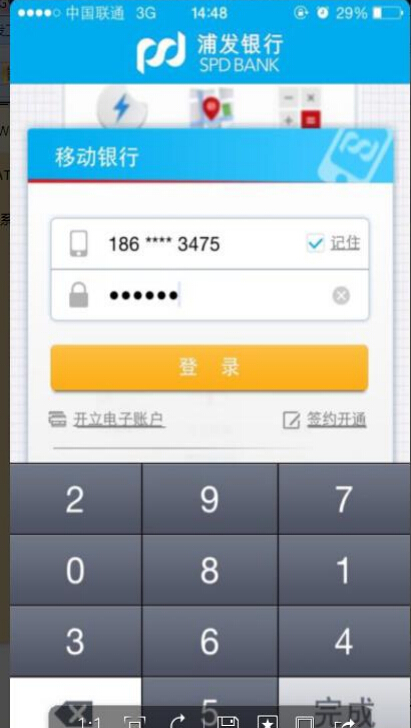 中国联通 3G 14:48 29%
浦发银行
SPD BANK
移动银行
186 **** 3475 记住
••••••
登 录
开立电子账户 签约开通
2 9 7
0 8 1
3 6 4
5 完成
1:1